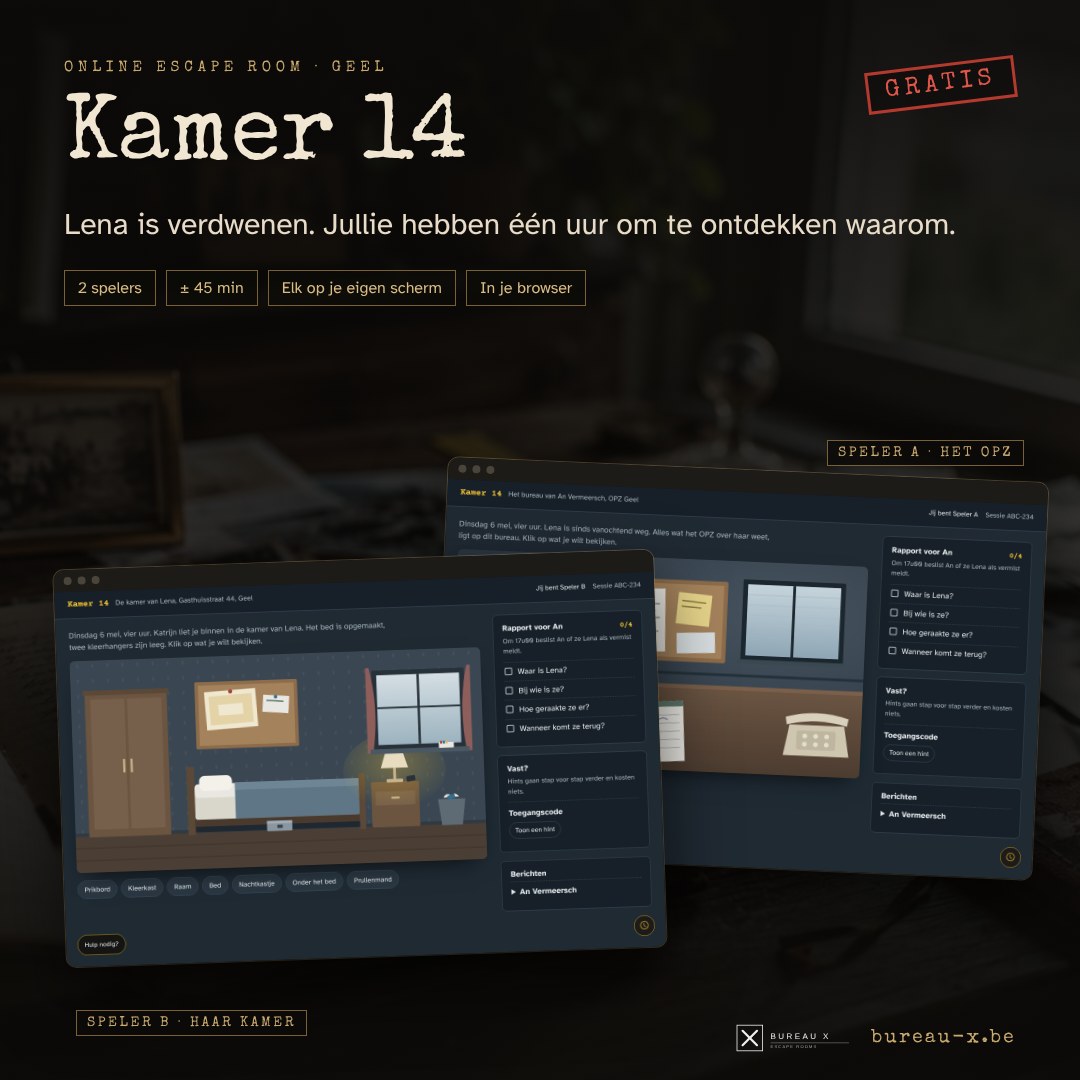 ONLINE ESCAPE ROOM · GEEL
GRATIS
Kamer 14
Lena is verdwenen. Jullie hebben één uur om te ontdekken waarom.
2 spelers
± 45 min
Elk op je eigen scherm
In je browser
SPELER A · HET OPZ
Kamer 14 Het bureau van An Vermeersch, OPZ Geel
Jij bent Speler A Sessie ABC-234
Dinsdag 6 mei, vier uur. Lena is sinds vanochtend weg. Alles wat het OPZ over haar weet,
ligt op dit bureau. Klik op wat je wilt bekijken.
Rapport voor An 0/4
Om 17u00 beslist An of ze Lena als vermist
meldt.
Waar is Lena?
Bij wie is ze?
Hoe geraakte ze er?
Wanneer komt ze terug?
Vast?
Hints gaan stap voor stap verder en kosten
niets.
Toegangscode
Toon een hint
Berichten
An Vermeersch
Kamer 14 De kamer van Lena, Gasthuisstraat 44, Geel
Jij bent Speler B Sessie ABC-234
Dinsdag 6 mei, vier uur. Katrijn liet je binnen in de kamer van Lena. Het bed is opgemaakt,
twee kleerhangers zijn leeg. Klik op wat je wilt bekijken.
Rapport voor An 0/4
Om 17u00 beslist An of ze Lena als vermist
meldt.
Waar is Lena?
Bij wie is ze?
Hoe geraakte ze er?
Wanneer komt ze terug?
Vast?
Hints gaan stap voor stap verder en kosten
niets.
Toegangscode
Toon een hint
Berichten
An Vermeersch
Prikbord
Kleerkast
Raam
Bed
Nachtkastje
Onder het bed
Prullenmand
Hulp nodig?
SPELER B · HAAR KAMER
BUREAU X
ESCAPE ROOMS
bureau-x.be